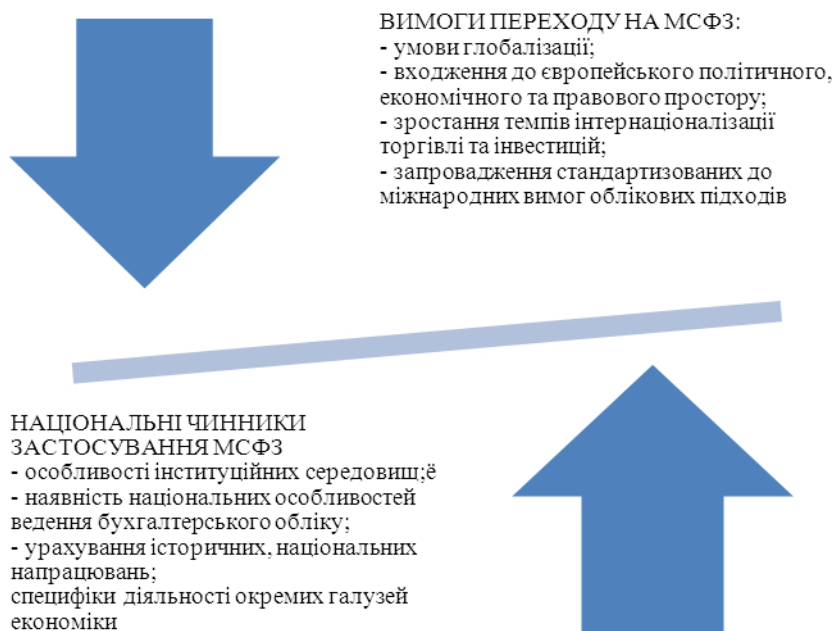 ВИМОГИ ПЕРЕХОДУ НА МСФЗ:
- умови глобалізації;
- входження до європейського політичного,
економічного та правового простору;
- зростання темпів інтернаціоналізації
торгівлі та інвестицій;
- запровадження стандартизованих до
міжнародних вимог облікових підходів
НАЦІОНАЛЬНІ ЧИННИКИ
ЗАСТОСУВАННЯ МСФЗ
- особливості інституційних середовищ;ё
- наявність національних особливостей
ведення бухгалтерського обліку;
- урахування історичних, національних
напрацювань;
специфіки діяльності окремих галузей
економіки